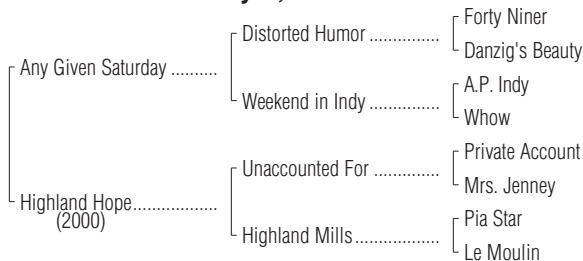 Forty Niner
Distorted Humor ...............
Danzig's Beauty
Any Given Saturday ..........
A.P. Indy
Weekend in Indy ...............
Whow
Private Account
Unaccounted For ..............
Mrs. Jenney
Highland Hope..................
(2000)
Pia Star
Highland Mills..................
Le Moulin